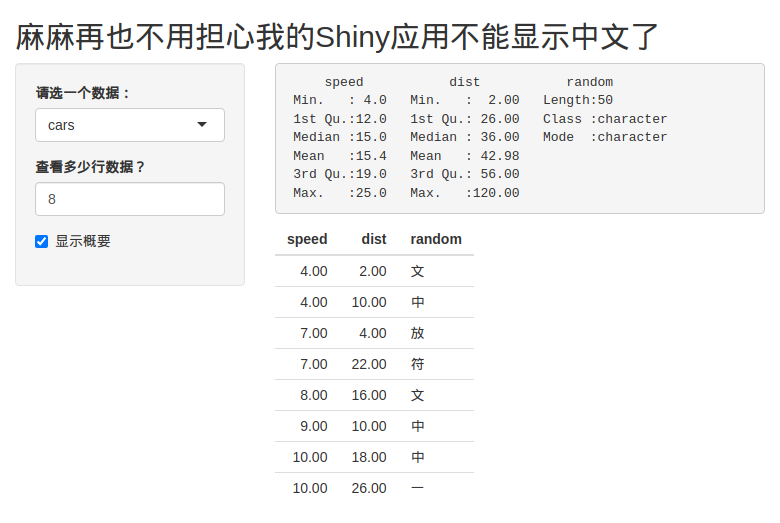 麻麻再也不用担心我的Shiny应用不能显示中文了
请选一个数据：
cars
查看多少行数据？
8
显示概要
speed dist random
Min. : 4.0 Min. : 2.00 Length:50
1st Qu.:12.0 1st Qu.: 26.00 Class :character
Median :15.0 Median : 36.00 Mode :character
Mean :15.4 Mean : 42.98
3rd Qu.:19.0 3rd Qu.: 56.00
Max. :25.0 Max. :120.00
speed dist random
4.00 2.00 文
4.00 10.00 中
7.00 4.00 放
7.00 22.00 符
8.00 16.00 文
9.00 10.00 中
10.00 18.00 中
10.00 26.00 一